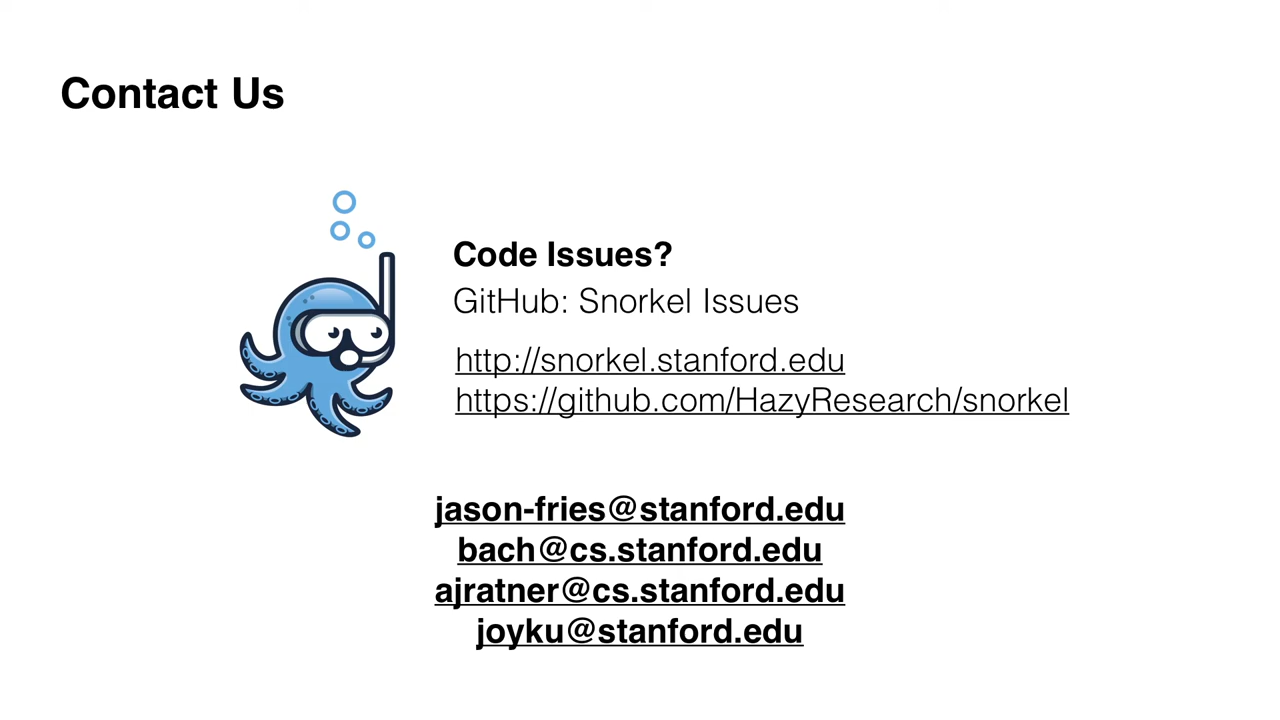 Contact Us
Code Issues?
GitHub: Snorkel Issues
http://snorkel.stanford.edu
https://github.com/HazyResearch/snorkel
jason-fries@stanford.edu
bach@cs.stanford.edu
ajratner@cs.stanford.edu
joyku@stanford.edu